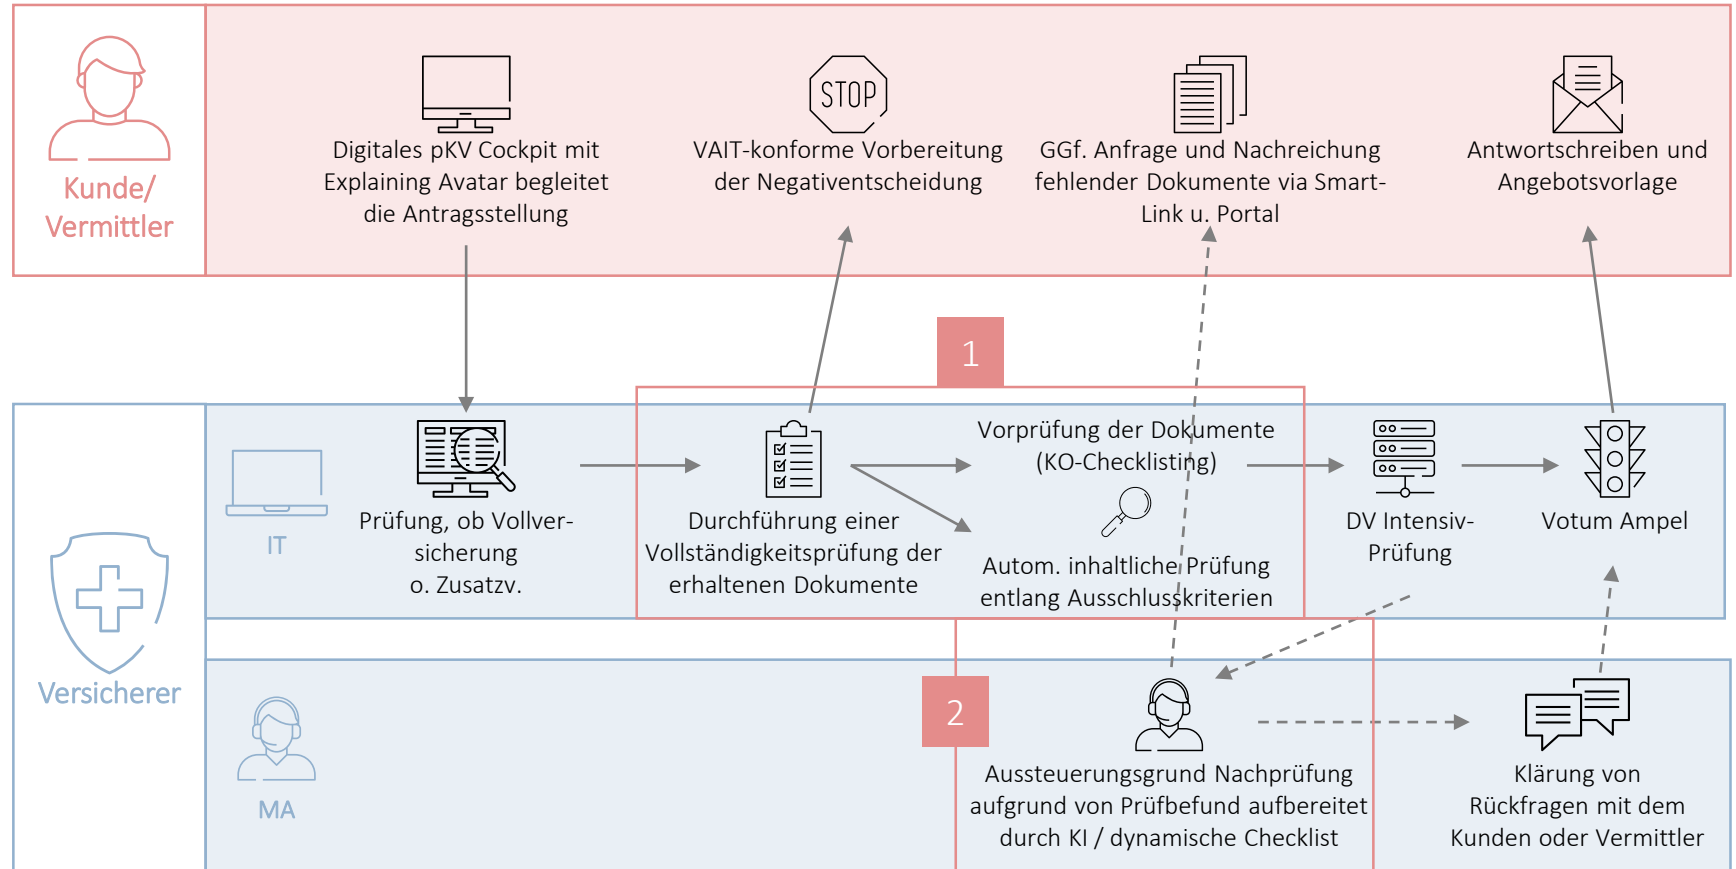 Kunde/
Vermittler
Digitales pKV Cockpit mit
Explaining Avatar begleitet
die Antragsstellung
STOP
VAIT-konforme Vorbereitung
der Negativentscheidung
GGf. Anfrage und Nachreichung
fehlender Dokumente via Smart-
Link u. Portal
Antwortschreiben und
Angebotsvorlage
1
Versicherer
IT
Prüfung, ob Vollver-
sicherung
o. Zusatzv.
Durchführung einer
Vollständigkeitsprüfung der
erhaltenen Dokumente
Vorprüfung der Dokumente
(KO-Checklisting)
Autom. inhaltliche Prüfung
entlang Ausschlusskriterien
DV Intensiv-
Prüfung
Votum Ampel
2
MA
Aussteuerungsgrund Nachprüfung
aufgrund von Prüfbefund aufbereitet
durch KI / dynamische Checklist
Klärung von
Rückfragen mit dem
Kunden oder Vermittler